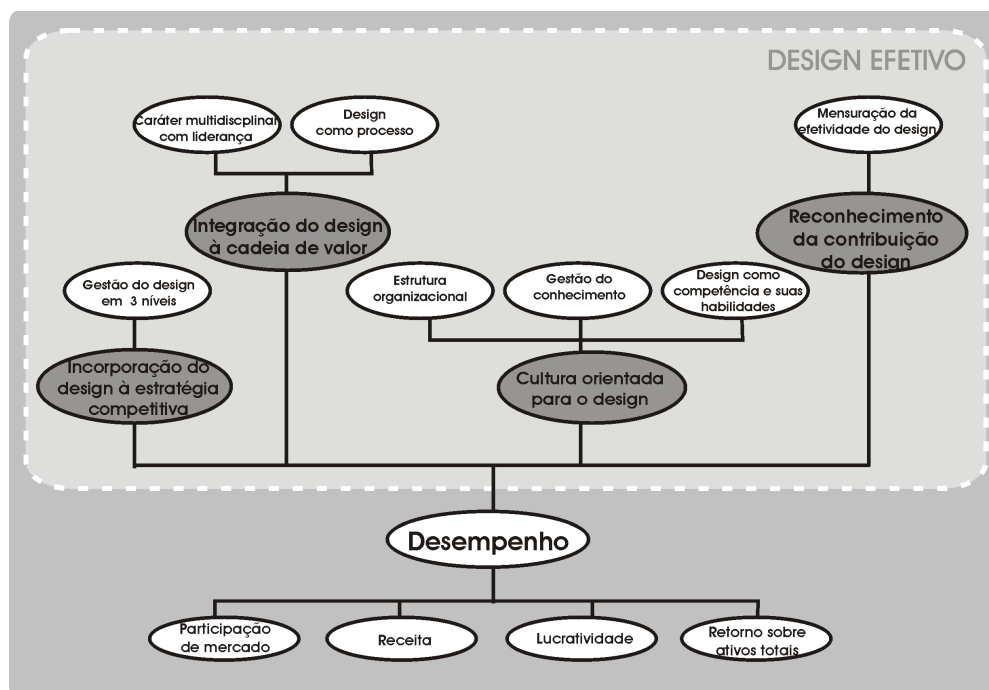 DESIGN EFETIVO
Caráter multidiscplinar
com liderança
Design
como processo
Mensuração da
efetividade do design
Integração do design
à cadeia de valor
Reconhecimento
da contribuição
do design
Gestão do design
em 3 níveis
Estrutura
organizacional
Gestão do
conhecimento
Design como
competência e suas
habilidades
Incorporação do
design à estratégia
competitiva
Cultura orientada
para o design
Desempenho
Participação
de mercado
Receita
Lucratividade
Retorno sobre
ativos totais